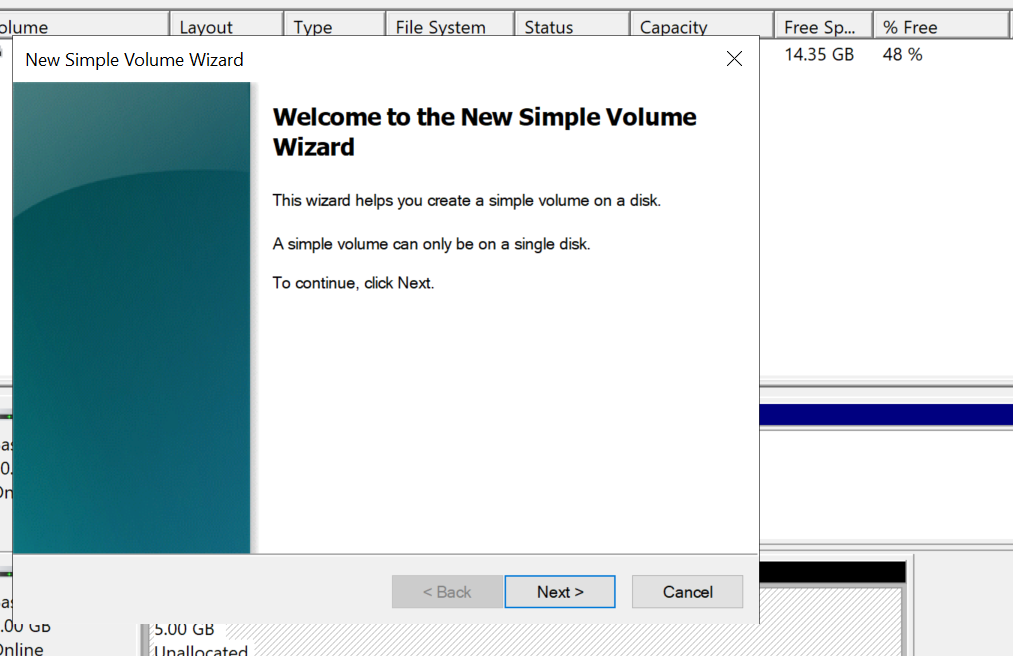 olume Layout Type File System Status Capacity Free Sp... % Free
14.35 GB 48 %
New Simple Volume Wizard
Welcome to the New Simple Volume
Wizard
This wizard helps you create a simple volume on a disk.
A simple volume can only be on a single disk.
To continue, click Next.
< Back Next > Cancel
.00 GB
nline
5.00 GB
Unallocated